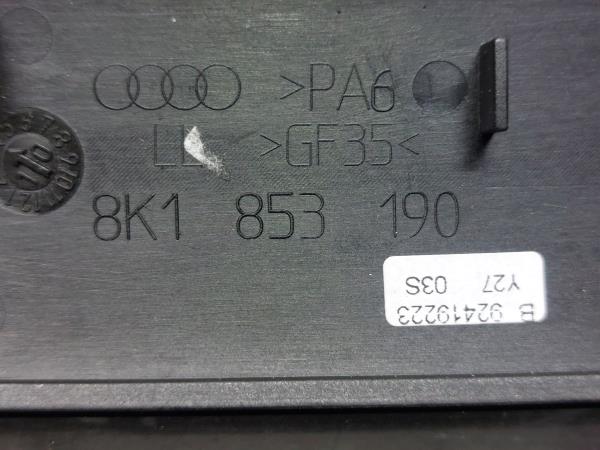 >PA6
LL >GF35<
8K1 853 190
B 92419223
Y27 03S